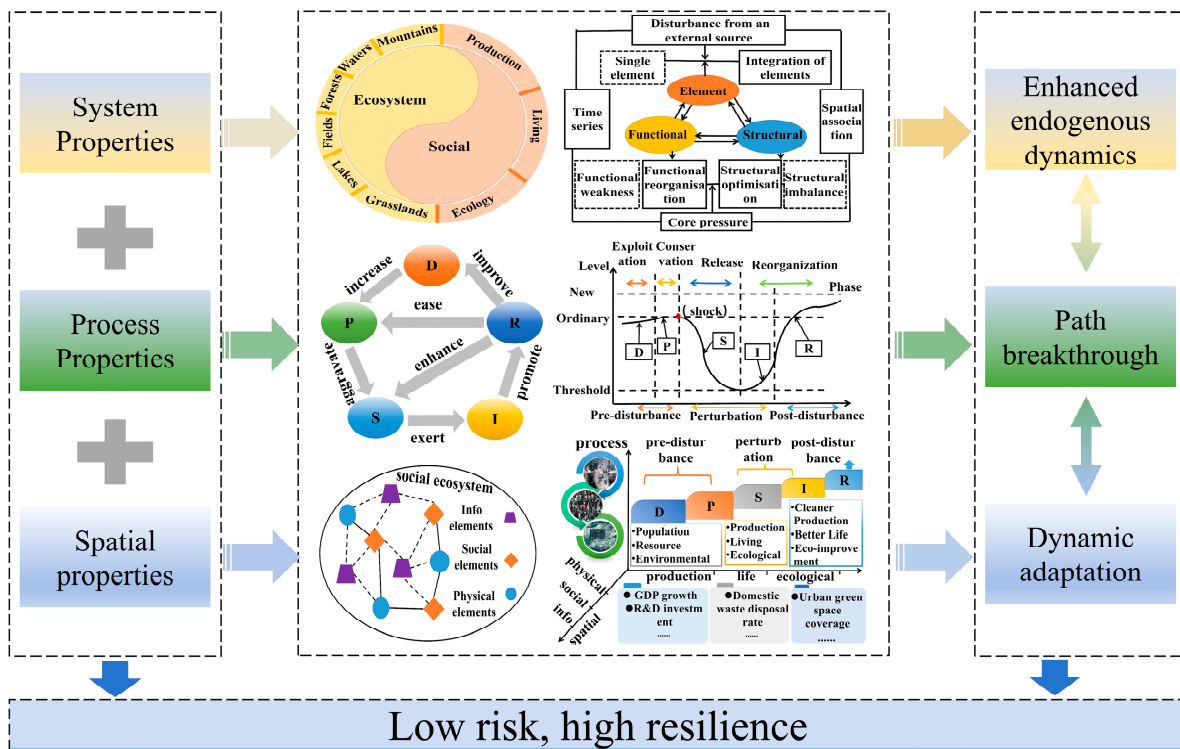 System
Properties
Process
Properties
Spatial
properties
Mountains
Waters
Forests
Fields
Lakes
Grasslands
Production
Living
Ecology
Ecosystem
Social
Disturbance from an
external source
Single
element
Integration of
elements
Element
Time
series
Spatial
associa
tion
Functional
Structural
Functional
weakness
Functional
reorganisa
tion
Structural
optimisati
on
Structural
imbalance
Core pressure
D
increase
improve
P
ease
R
aggravate
enhance
promote
S
exert
I
Exploit
ation
Conser
vation
Level
Release
Reorganization
New
Phase
Ordinary
(shock)
D
P
S
I
R
Threshold
Pre-disturbance
Perturbation
Post-disturbance
social ecosystem
Info
elements
Social
elements
Physical
elements
process
pre-distur
bance
perturb
ation
post-distur
bance
D
P
S
I
R
•Population
•Resource
•Environmental
•Production
•Living
•Ecological
•Cleaner
Production
•Better Life
•Eco-improve
ment
physical
social
info
spatial
production
life
ecological
● GDP growth
●R&D investm
ent
......
●Domestic
waste disposal
rate
......
●Urban green
space
coverage
......
Enhanced
endogenous
dynamics
Path
breakthrough
Dynamic
adaptation
Low risk, high resilience